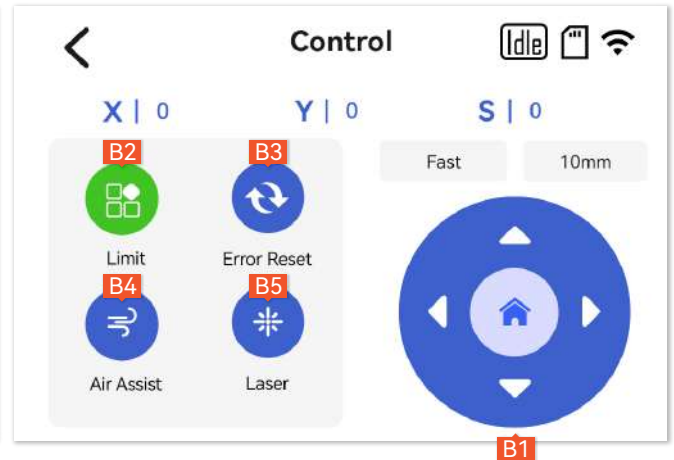 Control
Idle
X | 0
Y | 0
S | 0
B2
B3
Fast
10mm
Limit
Error Reset
B4
B5
Air Assist
Laser
B1